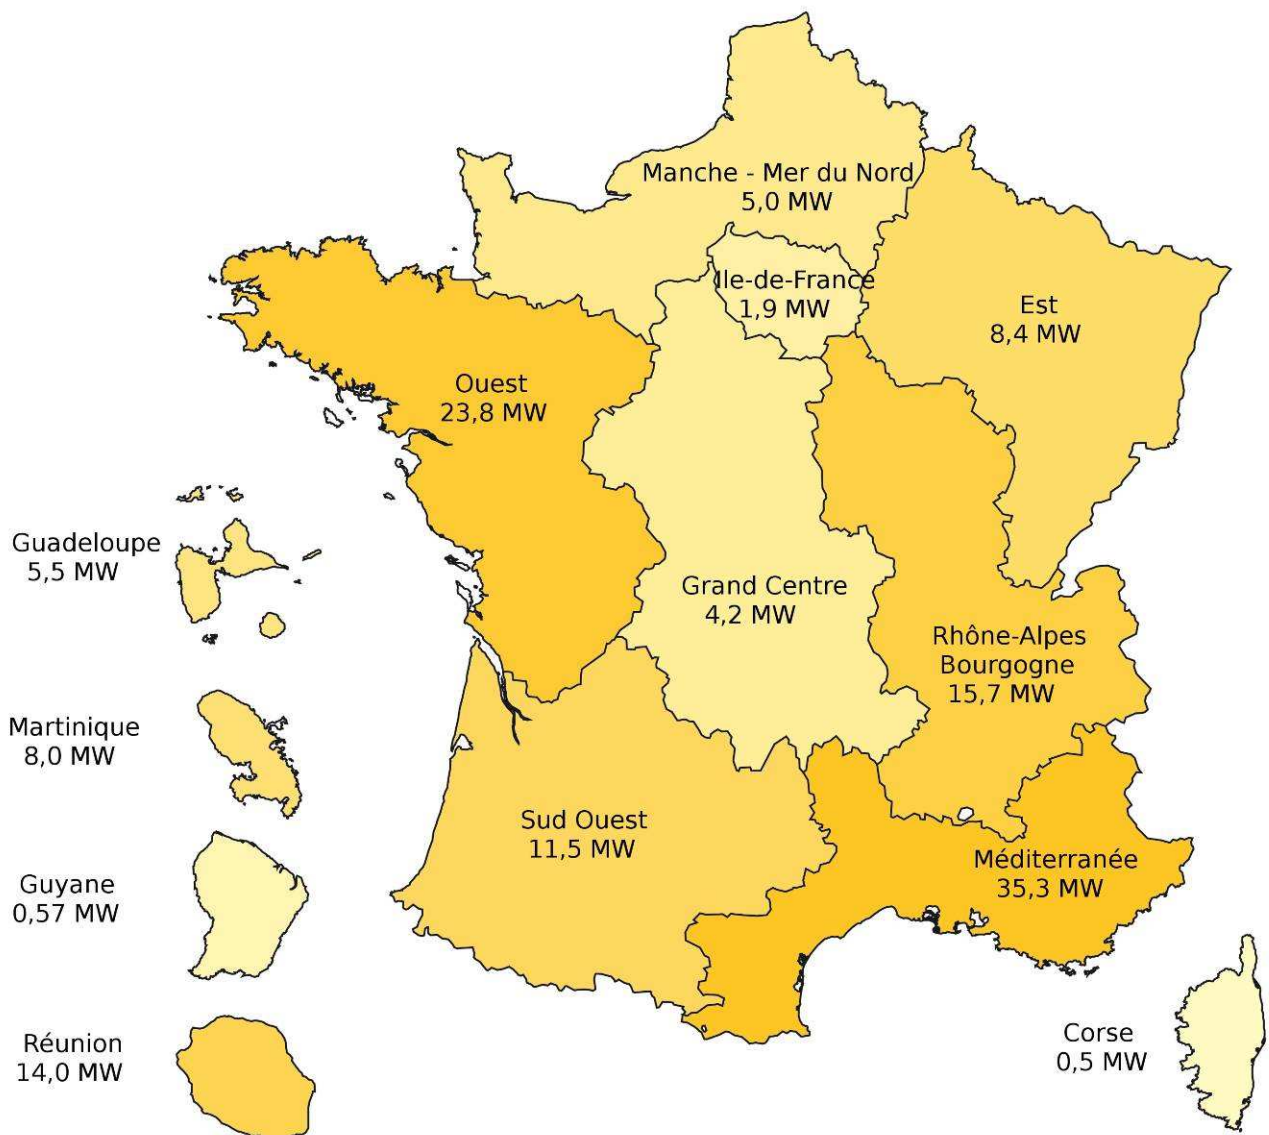 Manche - Mer du Nord
5,0 MW
Ile-de-France
1,9 MW
Est
8,4 MW
Ouest
23,8 MW
Guadeloupe
5,5 MW
Grand Centre
4,2 MW
Rhône-Alpes
Bourgogne
15,7 MW
Martinique
8,0 MW
Sud Ouest
11,5 MW
Méditerranée
35,3 MW
Guyane
0,57 MW
Réunion
14,0 MW
Corse
0,5 MW